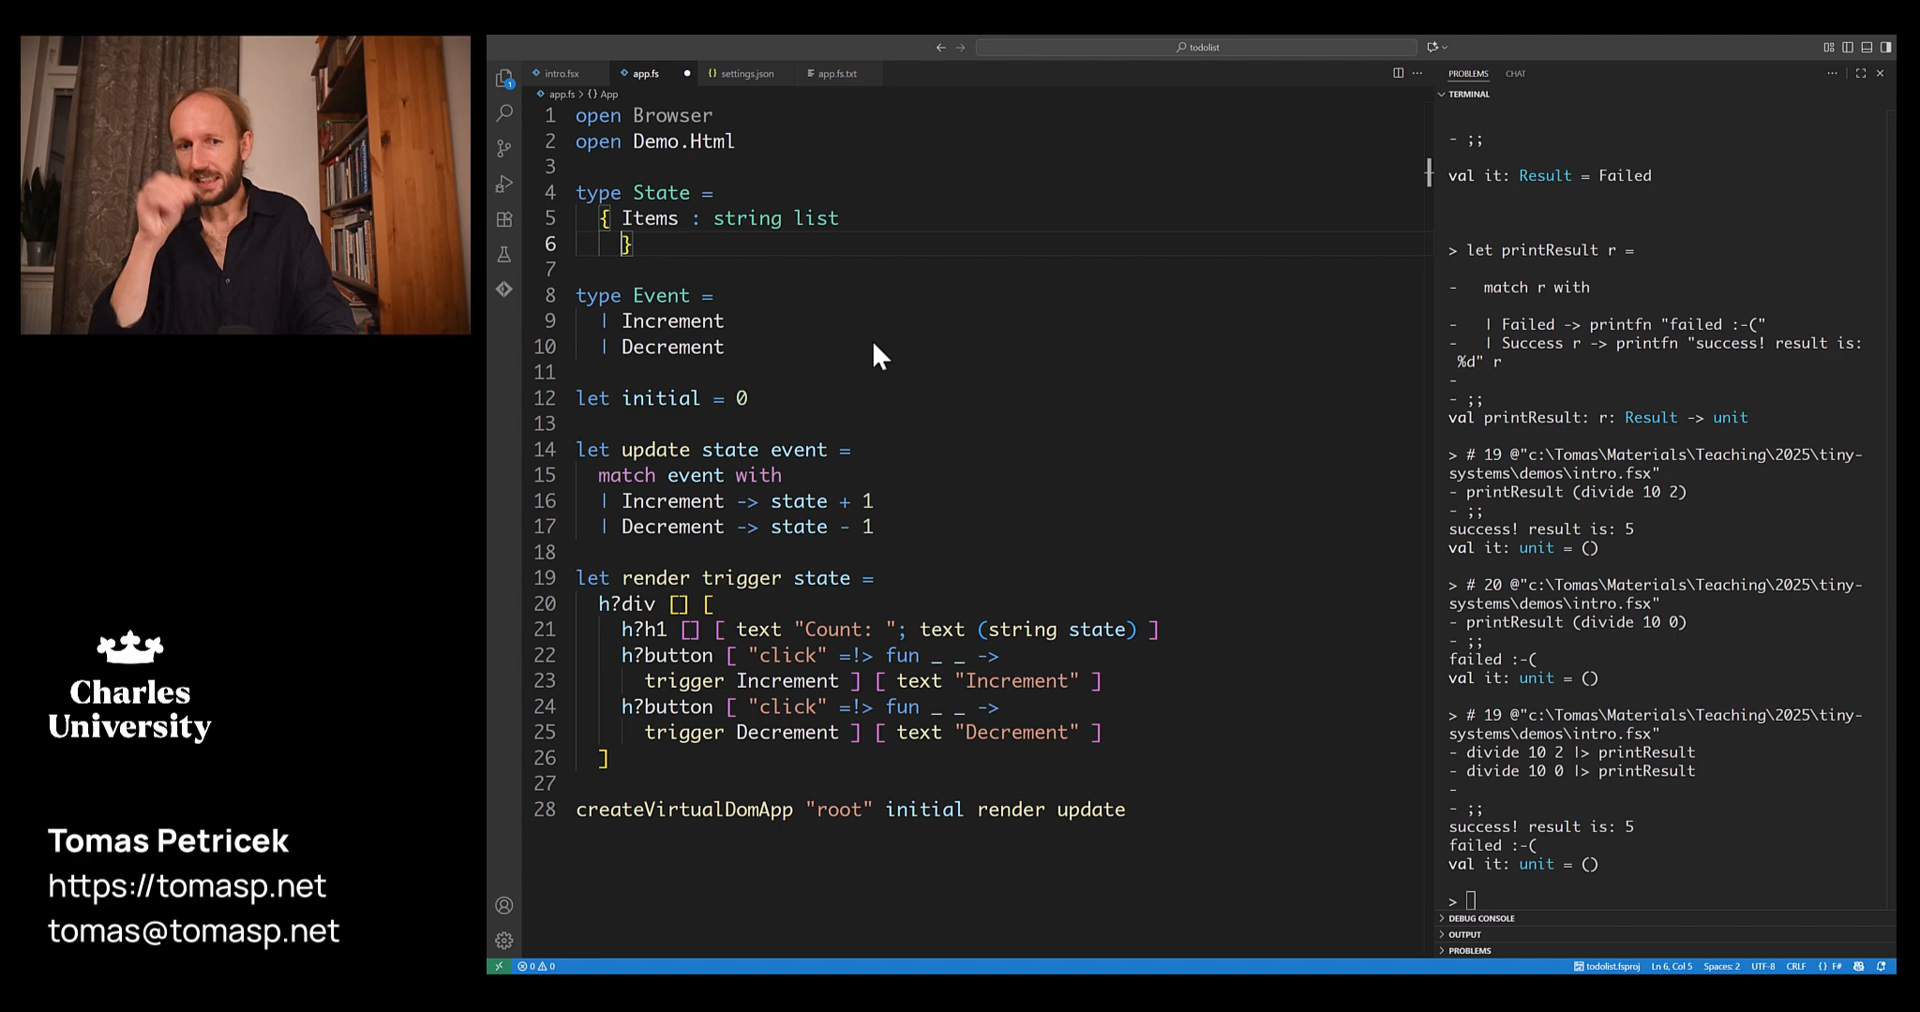 todolist
intro.fsx
app.fs
settings.json
app.fs.txt
app.fs > {} App
1 open Browser
2 open Demo.Html
3
4 type State =
5 { Items : string list
6 }
7
8 type Event =
9 | Increment
10 | Decrement
11
12 let initial = 0
13
14 let update state event =
15 match event with
16 | Increment -> state + 1
17 | Decrement -> state - 1
18
19 let render trigger state =
20 h?div [] [
21 h?h1 [] [ text "Count: "; text (string state) ]
22 h?button [ "click" =!> fun _ _ ->
23 trigger Increment ] [ text "Increment" ]
24 h?button [ "click" =!> fun _ _ ->
25 trigger Decrement ] [ text "Decrement" ]
26 ]
27
28 createVirtualDomApp "root" initial render update
PROBLEMS
CHAT
TERMINAL
- ;;
val it: Result = Failed
> let printResult r =
- match r with
- | Failed -> printfn "failed :-("
- | Success r -> printfn "success! result is:
%d" r
-
- ;;
val printResult: r: Result -> unit
> # 19 @"c:\Tomas\Materials\Teaching\2025\tiny-
systems\demos\intro.fsx"
- printResult (divide 10 2)
- ;;
success! result is: 5
val it: unit = ()
> # 20 @"c:\Tomas\Materials\Teaching\2025\tiny-
systems\demos\intro.fsx"
- printResult (divide 10 0)
- ;;
failed :-(
val it: unit = ()
> # 19 @"c:\Tomas\Materials\Teaching\2025\tiny-
systems\demos\intro.fsx"
- divide 10 2 |> printResult
- divide 10 0 |> printResult
-
- ;;
success! result is: 5
failed :-(
val it: unit = ()
>
DEBUG CONSOLE
OUTPUT
PROBLEMS
0 0
todolist.fsproj
Ln 6, Col 5
Spaces: 2
UTF-8
CRLF
{} F#
1
Charles
University
Tomas Petricek
https://tomasp.net
tomas@tomasp.net